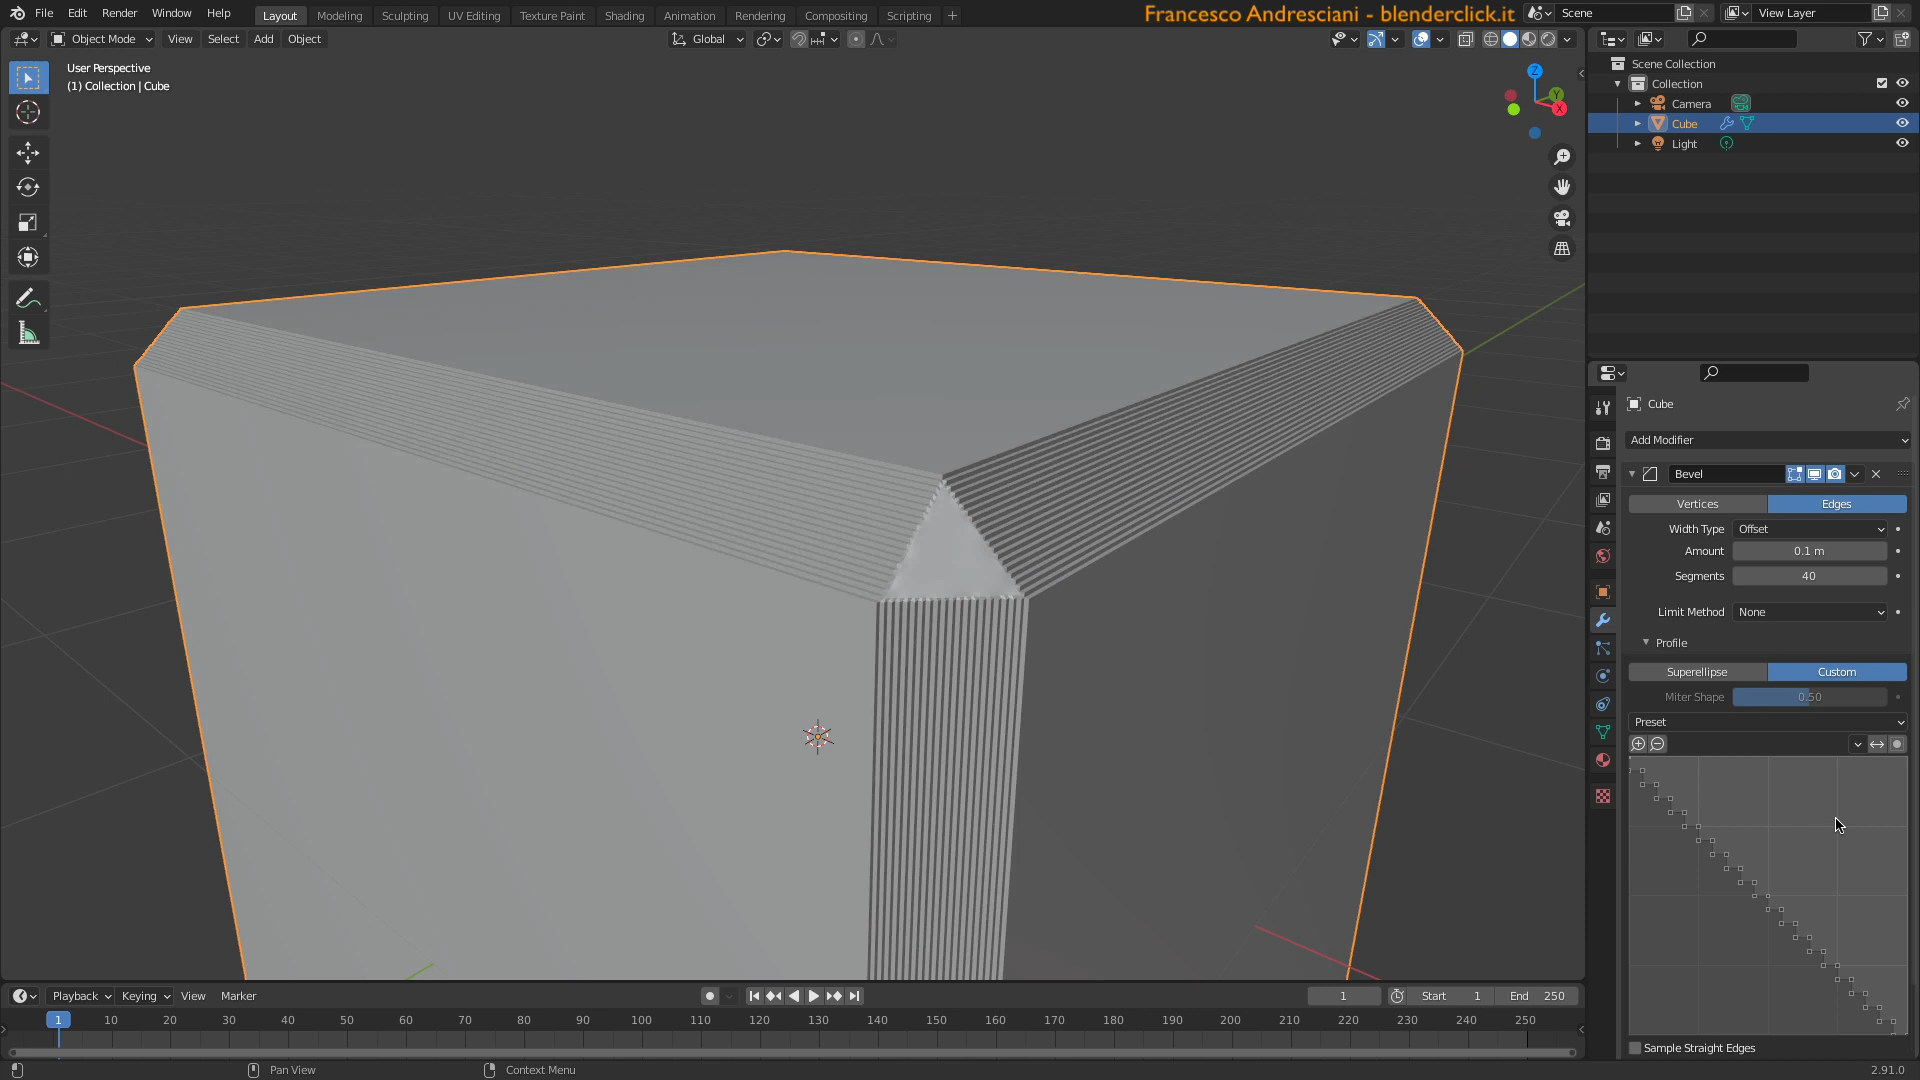 File Edit Render Window Help Layout Modeling Sculpting UV Editing Texture Paint Shading Animation Rendering Compositing Scripting + Francesco Andresciani - blenderclick.it Scene View Layer
Object Mode View Select Add Object Global
User Perspective
(1) Collection | Cube
Z
Y
X
Scene Collection
Collection
Camera
Cube
Light
Cube
Add Modifier
Bevel
Vertices Edges
Width Type Offset
Amount 0.1 m
Segments 40
Limit Method None
Profile
Superellipse Custom
Miter Shape 0.50
Preset
Sample Straight Edges
Playback Keying View Marker 1 Start 1 End 250
1 10 20 30 40 50 60 70 80 90 100 110 120 130 140 150 160 170 180 190 200 210 220 230 240 250
Pan View Context Menu 2.91.0